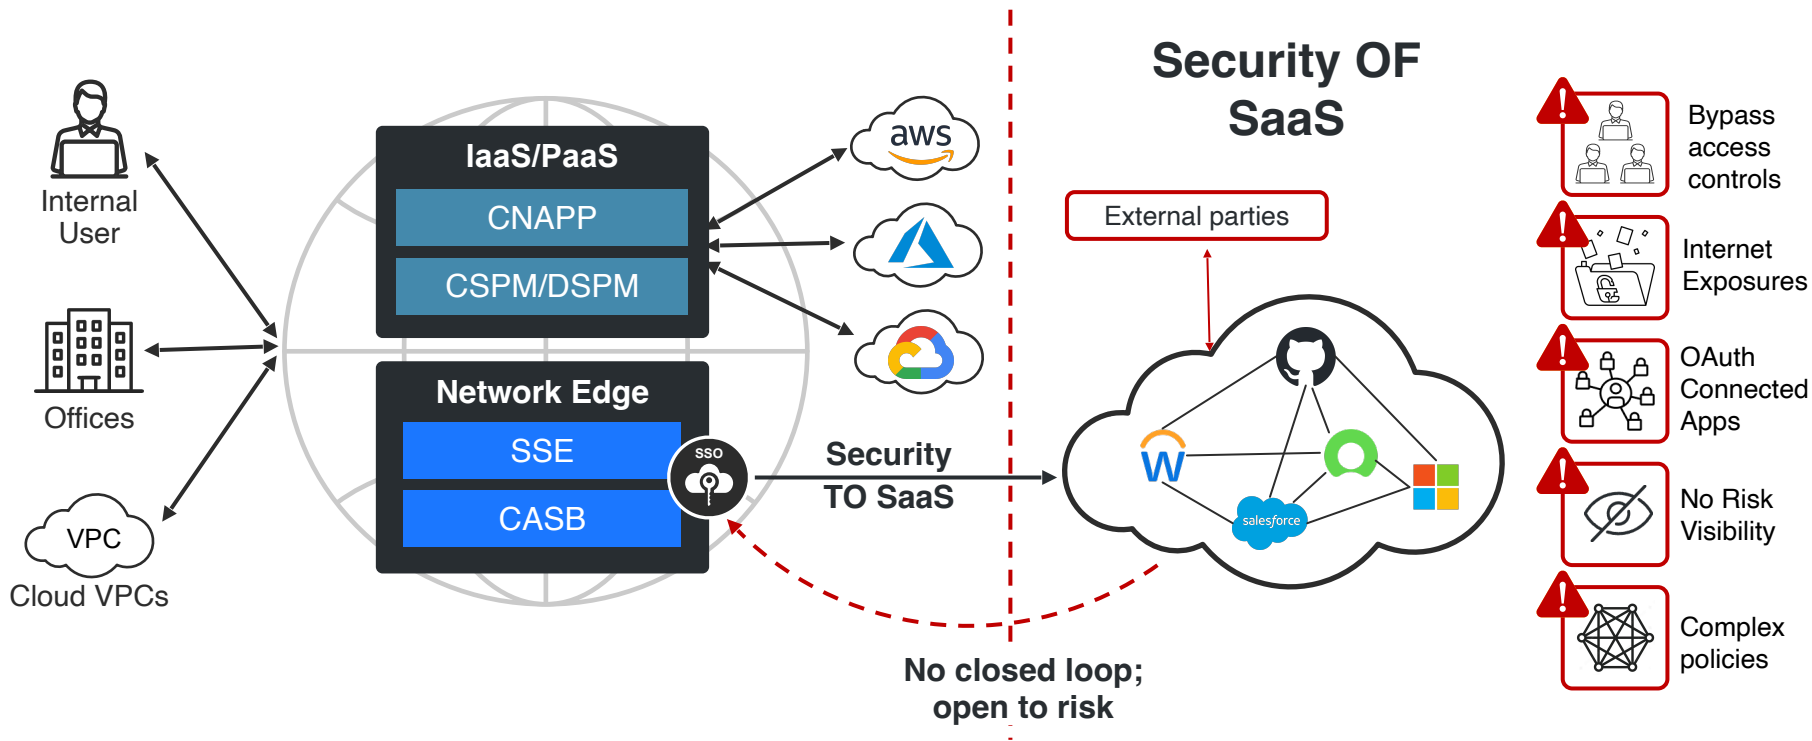 Internal
User
Offices
VPC
Cloud VPCs
IaaS/PaaS
CNAPP
CSPM/DSPM
Network Edge
SSE
CASB
SSO
aws
Security
TO SaaS
No closed loop;
open to risk
Security OF
SaaS
External parties
W
salesforce
Bypass
access
controls
Internet
Exposures
OAuth
Connected
Apps
No Risk
Visibility
Complex
policies